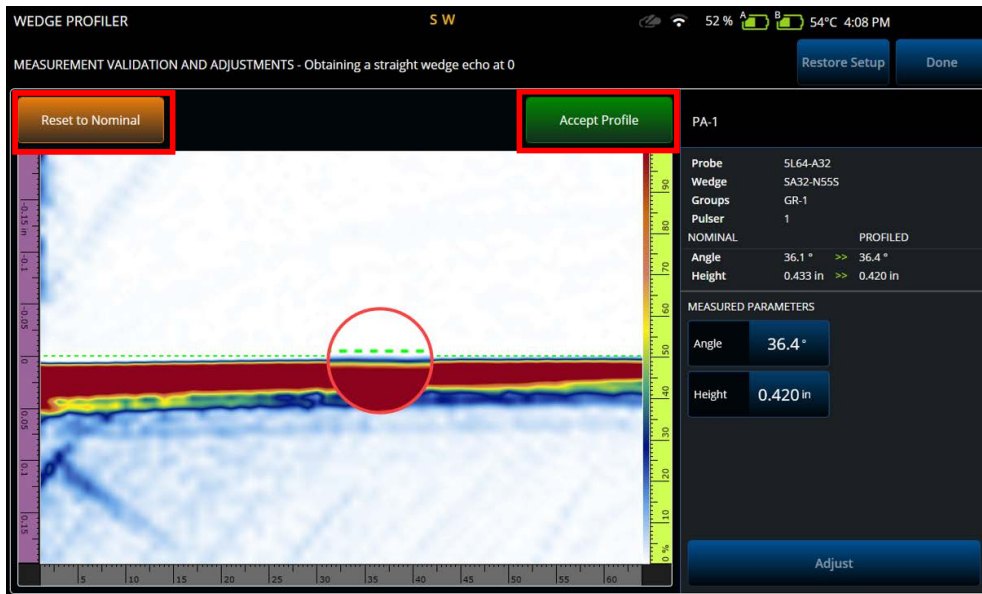 WEDGE PROFILER S W 52 % A B 54°C 4:08 PM
MEASUREMENT VALIDATION AND ADJUSTMENTS - Obtaining a straight wedge echo at 0 Restore Setup Done
Reset to Nominal Accept Profile PA-1
Probe 5L64-A32
Wedge SA32-N55S
Groups GR-1
Pulser 1
NOMINAL PROFILED
Angle 36.1 ° >> 36.4 °
Height 0.433 in >> 0.420 in
MEASURED PARAMETERS
Angle 36.4 °
Height 0.420 in
Adjust
-0.15 in
-0.1
-0.05
0
0.05
0.1
0.15
90
80
70
60
50
40
30
20
10
0 %
5 10 15 20 25 30 35 40 45 50 55 60